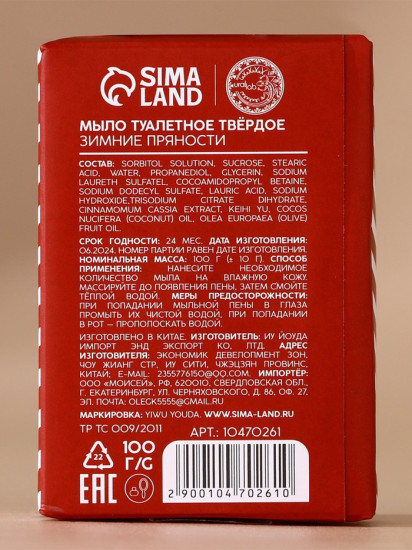 SIMA
LAND
ural lab
МЫЛО ТУАЛЕТНОЕ ТВЁРДОЕ
ЗИМНИЕ ПРЯНОСТИ
СОСТАВ: SORBITOL SOLUTION, SUCROSE, STEARIC
ACID, WATER, PROPANEDIOL, GLYCERIN, SODIUM
LAURETH SULFATEL, COCOAMIDOPROPYL BETAINE,
SODIUM DODECYL SULFATE, LAURIC ACID, SODIUM
HYDROXIDE,TRISODIUM CITRATE DIHYDRATE,
CINNAMOMUM CASSIA EXTRACT, KEIHI YU, COCOS
NUCIFERA (COCONUT) OIL, OLEA EUROPAEA (OLIVE)
FRUIT OIL.
СРОК ГОДНОСТИ: 24 МЕС. ДАТА ИЗГОТОВЛЕНИЯ:
06.2024. НОМЕР ПАРТИИ РАВЕН ДАТЕ ИЗГОТОВЛЕНИЯ.
НОМИНАЛЬНАЯ МАССА: 100 Г (± 10 Г). СПОСОБ
ПРИМЕНЕНИЯ: НАНЕСИТЕ НЕОБХОДИМОЕ
КОЛИЧЕСТВО МЫЛА НА ВЛАЖНУЮ КОЖУ.
МАССИРУЙТЕ ДО ПОЯВЛЕНИЯ ПЕНЫ, ЗАТЕМ СМОЙТЕ
ТЁПЛОЙ ВОДОЙ. МЕРЫ ПРЕДОСТОРОЖНОСТИ:
ПРИ ПОПАДАНИИ МЫЛЬНОЙ ПЕНЫ В ГЛАЗА
ПРОМЫТЬ ИХ ЧИСТОЙ ВОДОЙ, ПРИ ПОПАДАНИИ
В РОТ — ПРОПОЛОСКАТЬ ВОДОЙ.
ИЗГОТОВЛЕНО В КИТАЕ. ИЗГОТОВИТЕЛЬ: ИУ ЙОУДА
ИМПОРТ ЭНД ЭКСПОРТ КО., ЛТД. АДРЕС
ИЗГОТОВИТЕЛЯ: ЭКОНОМИК ДЕВЕЛОПМЕНТ ЗОН,
ЧОУ ЖИАНГ СТР, ИУ СИТИ, ЧЖЭЦЗЯН ПРОВИНС,
КИТАЙ; E-MAIL: 2355776150@QQ.COM. ИМПОРТЁР:
ООО «МОИСЕЙ», РФ, 620010, СВЕРДЛОВСКАЯ ОБЛ.,
Г. ЕКАТЕРИНБУРГ, УЛ. ЧЕРНЯХОВСКОГО, Д. 86, ОФ. 27,
ЭЛ. ПОЧТА: OLEGK5555@GMAIL.RU
МАРКИРОВКА: YIWU YOUDA. WWW.SIMA-LAND.RU
ТР ТС 009/2011 АРТ.: 10470261
22
100
Г/G
EAC
2 900104 702610